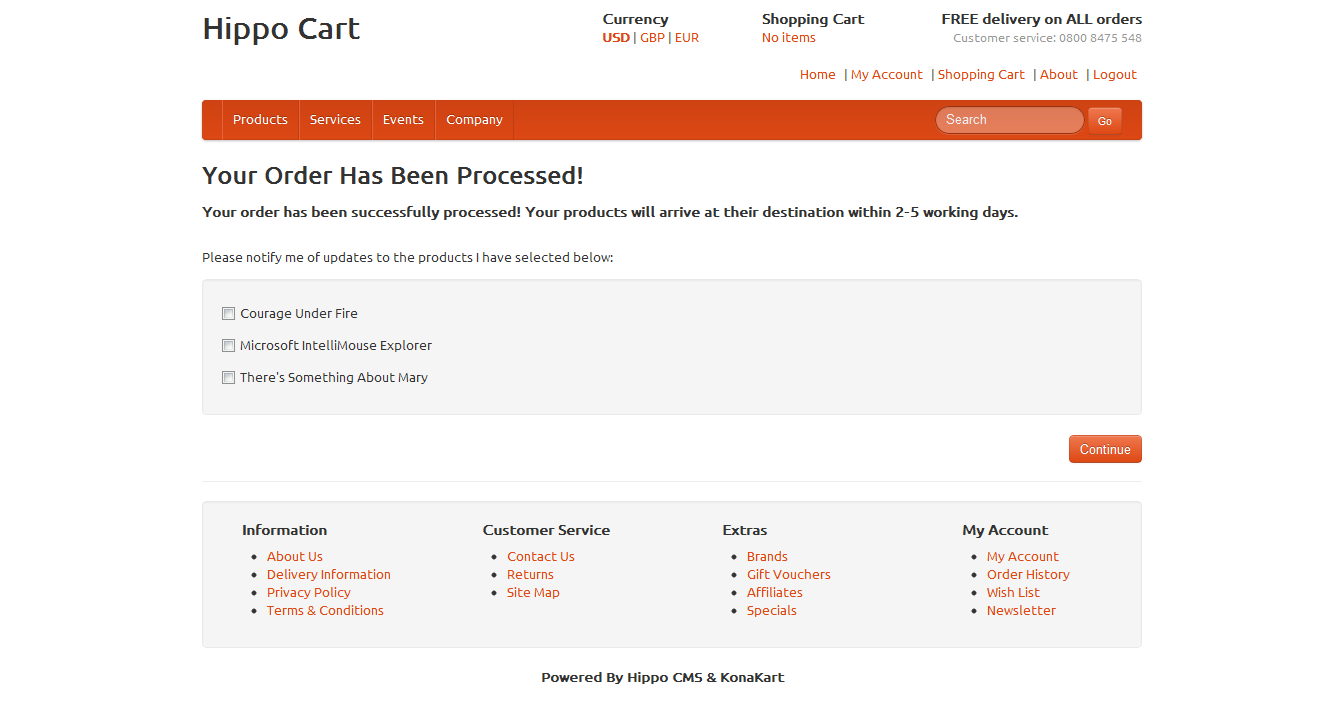 Hippo Cart
Currency
USD | GBP | EUR
Shopping Cart
No items
FREE delivery on ALL orders
Customer service: 0800 8475 548
Home | My Account | Shopping Cart | About | Logout
Products Services Events Company Search Go
Your Order Has Been Processed!
Your order has been successfully processed! Your products will arrive at their destination within 2-5 working days.
Please notify me of updates to the products I have selected below:
Courage Under Fire
Microsoft IntelliMouse Explorer
There's Something About Mary
Continue
Information
About Us
Delivery Information
Privacy Policy
Terms & Conditions
Customer Service
Contact Us
Returns
Site Map
Extras
Brands
Gift Vouchers
Affiliates
Specials
My Account
My Account
Order History
Wish List
Newsletter
Powered By Hippo CMS & KonaKart